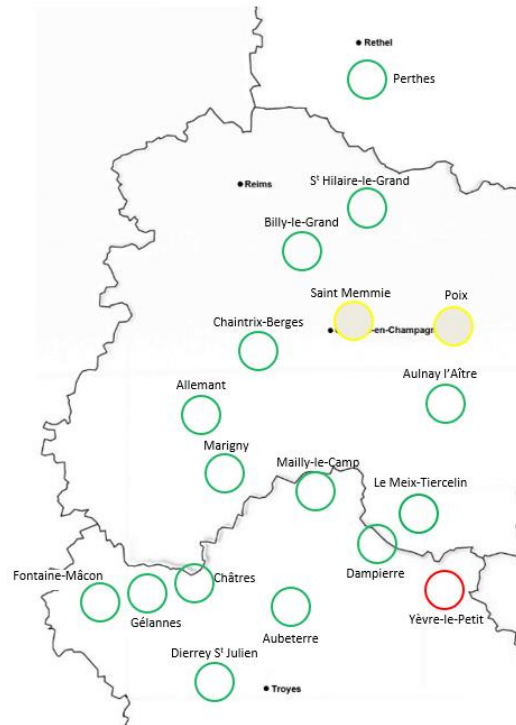 Rethel
Perthes
Reims
Sᵗ Hilaire-le-Grand
Billy-le-Grand
Saint Memmie
Poix
-en-Champagn
Chaintrix-Berges
Aulnay l'Aître
Allemant
Marigny
Mailly-le-Camp
Le Meix-Tiercelin
Dampierre
Fontaine-Mâcon
Châtres
Gélannes
Aubeterre
Yèvre-le-Petit
Dierrey Sᵗ Julien
Troyes